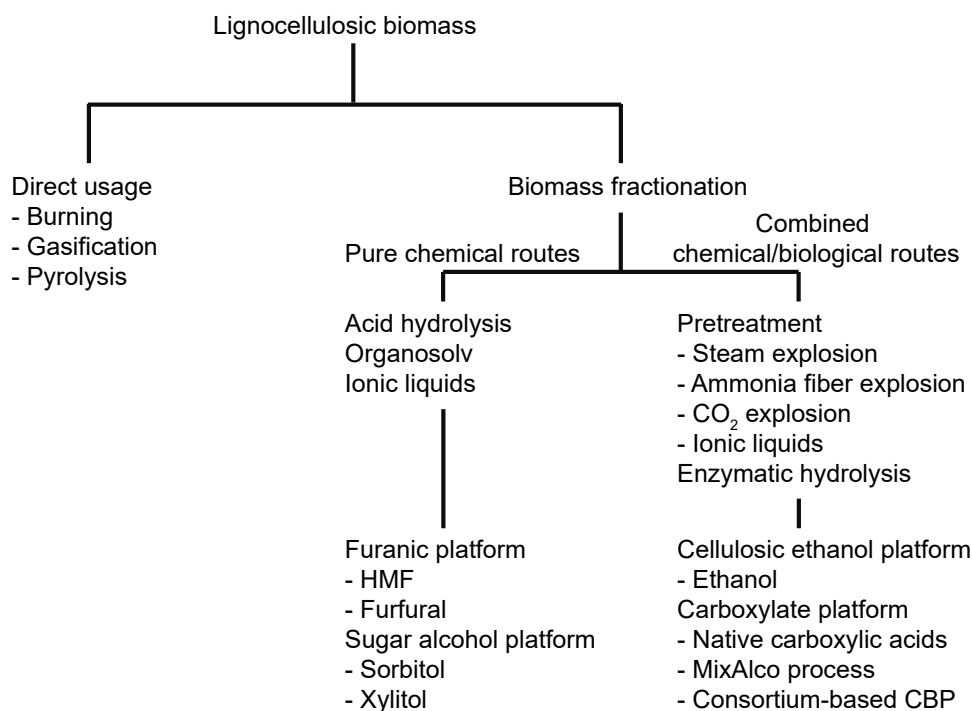 Lignocellulosic biomass
Direct usage
- Burning
- Gasification
- Pyrolysis
Biomass fractionation
Pure chemical routes
Combined
chemical/biological routes
Acid hydrolysis
Organosolv
Ionic liquids
Pretreatment
- Steam explosion
- Ammonia fiber explosion
- CO₂ explosion
- Ionic liquids
Enzymatic hydrolysis
Furanic platform
- HMF
- Furfural
Sugar alcohol platform
- Sorbitol
- Xylitol
Cellulosic ethanol platform
- Ethanol
Carboxylate platform
- Native carboxylic acids
- MixAlco process
- Consortium-based CBP